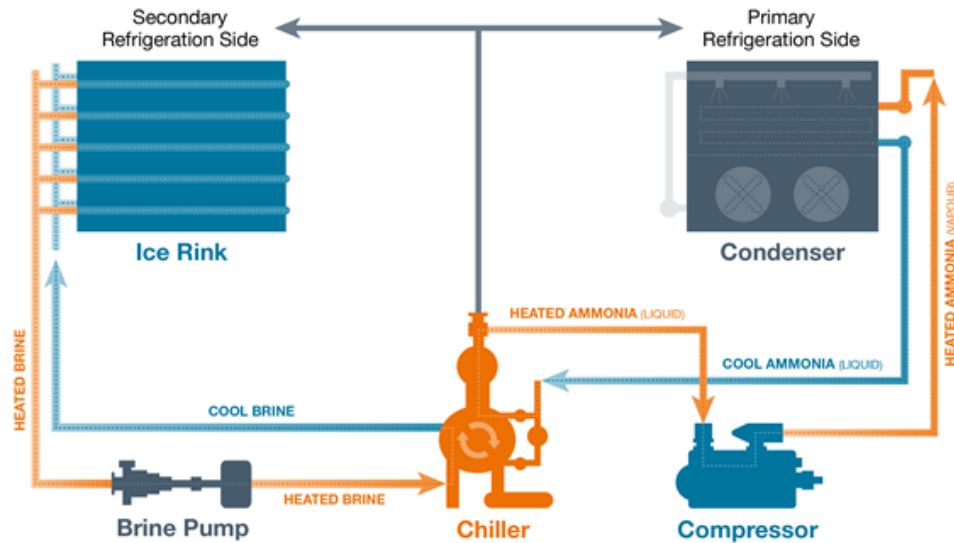 Secondary
Refrigeration Side
Primary
Refrigeration Side
Ice Rink
Condenser
HEATED BRINE
HEATED AMMONIA (VAPOUR)
HEATED AMMONIA (LIQUID)
COOL AMMONIA (LIQUID)
COOL BRINE
HEATED BRINE
Brine Pump
Chiller
Compressor